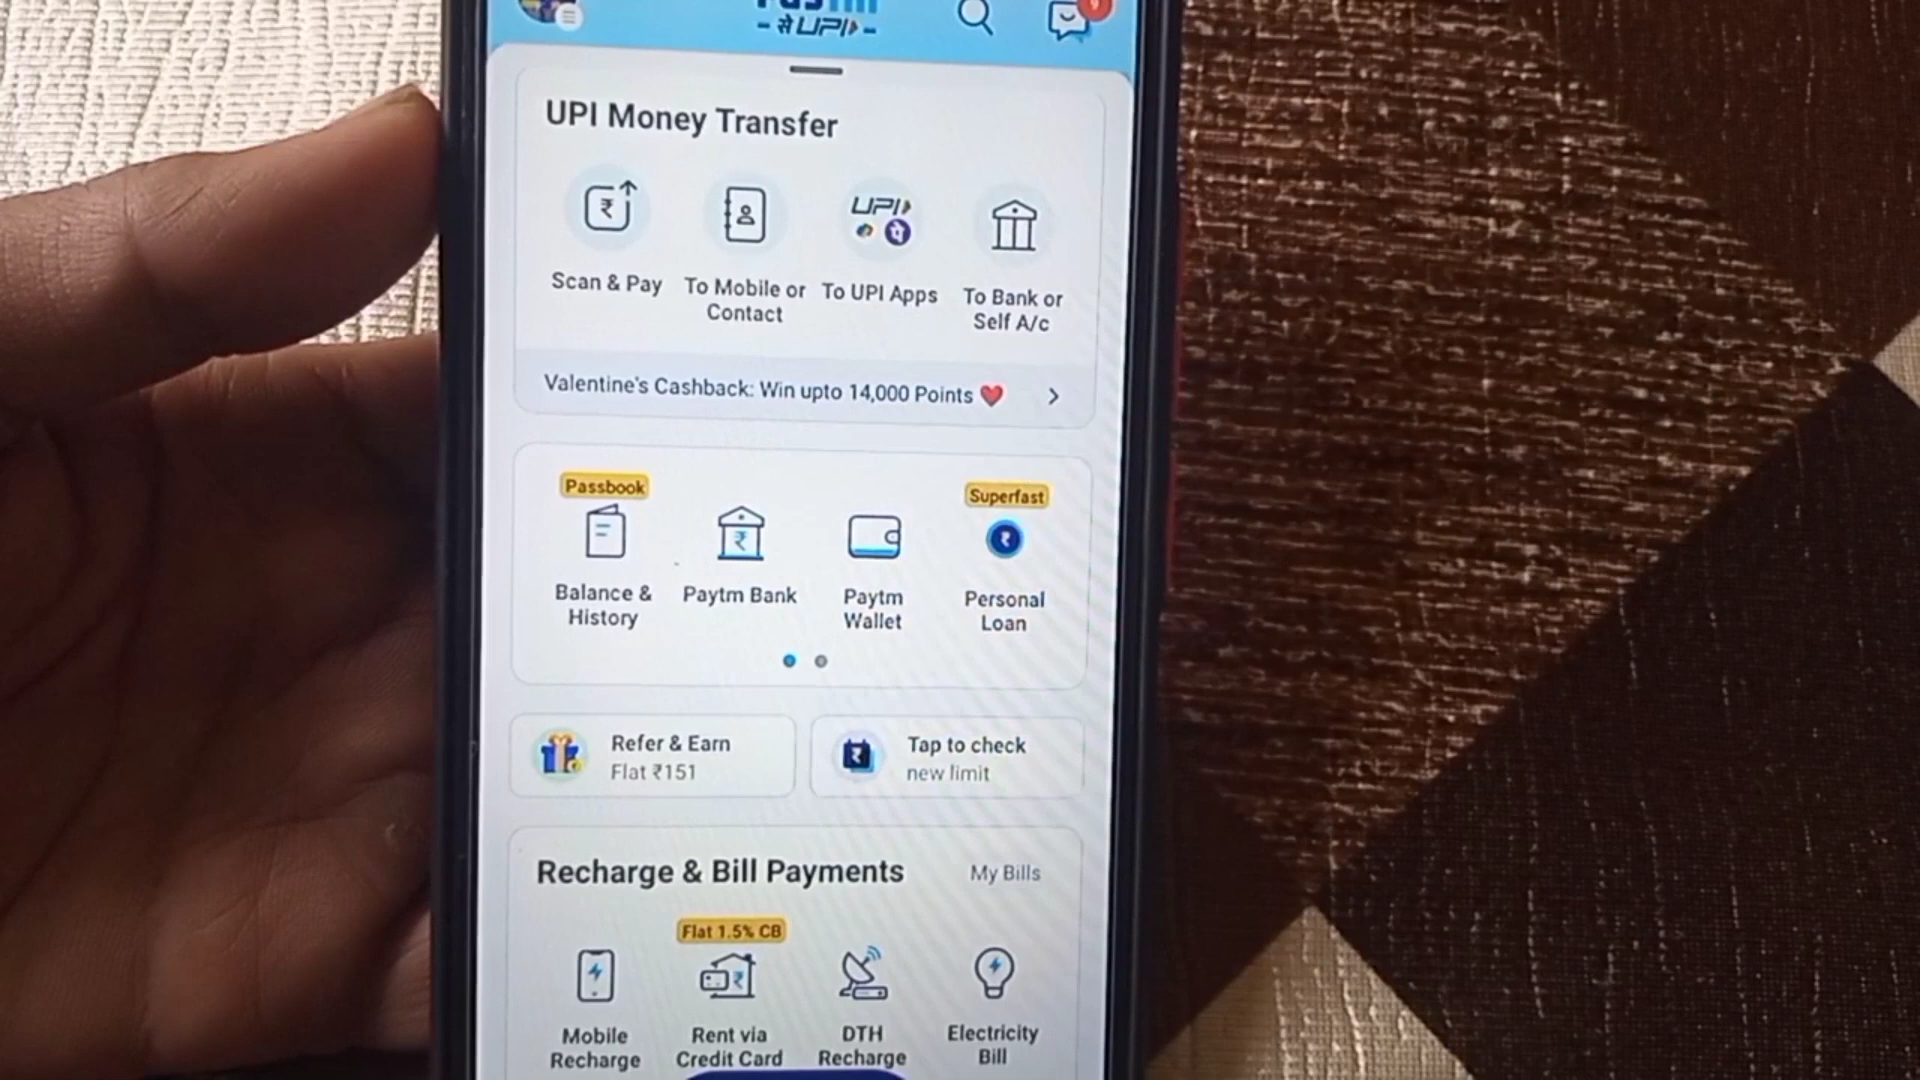 Paytm
- से UPI -
9
UPI Money Transfer
₹
UPI
पे
Scan & Pay
To Mobile or
Contact
To UPI Apps
To Bank or
Self A/c
Valentine's Cashback: Win upto 14,000 Points ❤️ >
Passbook
Superfast
₹
₹
Balance &
History
Paytm Bank
Paytm
Wallet
Personal
Loan
Refer & Earn
Flat ₹151
₹
Tap to check
new limit
Recharge & Bill Payments
My Bills
Flat 1.5% CB
₹
Mobile
Recharge
Rent via
Credit Card
DTH
Recharge
Electricity
Bill